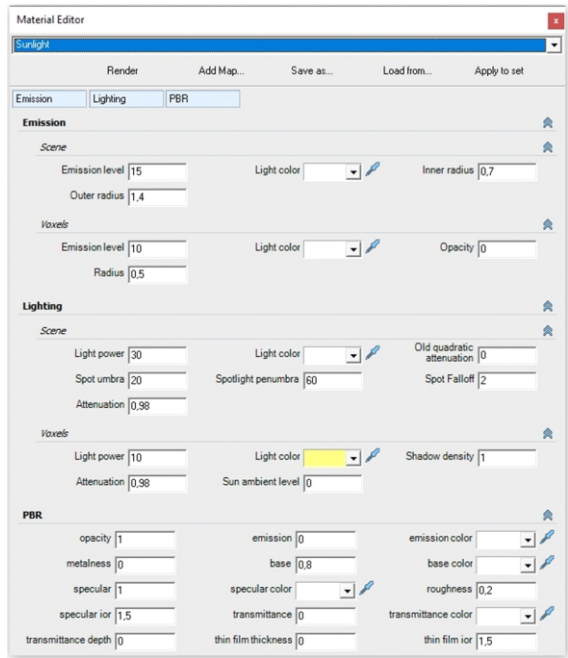 Material Editor
Sunlight
Render Add Map... Save as... Load from... Apply to set
Emission Lighting PBR
Emission
Scene
Emission level 15 Light color Inner radius 0,7
Outer radius 1,4
Voxels
Emission level 10 Light color Opacity 0
Radius 0,5
Lighting
Scene
Light power 30 Light color Old quadratic attenuation 0
Spot umbra 20 Spotlight penumbra 60 Spot Falloff 2
Attenuation 0,98
Voxels
Light power 10 Light color Shadow density 1
Attenuation 0,98 Sun ambient level 0
PBR
opacity 1 emission 0 emission color
metalness 0 base 0,8 base color
specular 1 specular color roughness 0,2
specular ior 1,5 transmittance 0 transmittance color
transmittance depth 0 thin film thickness 0 thin film ior 1,5